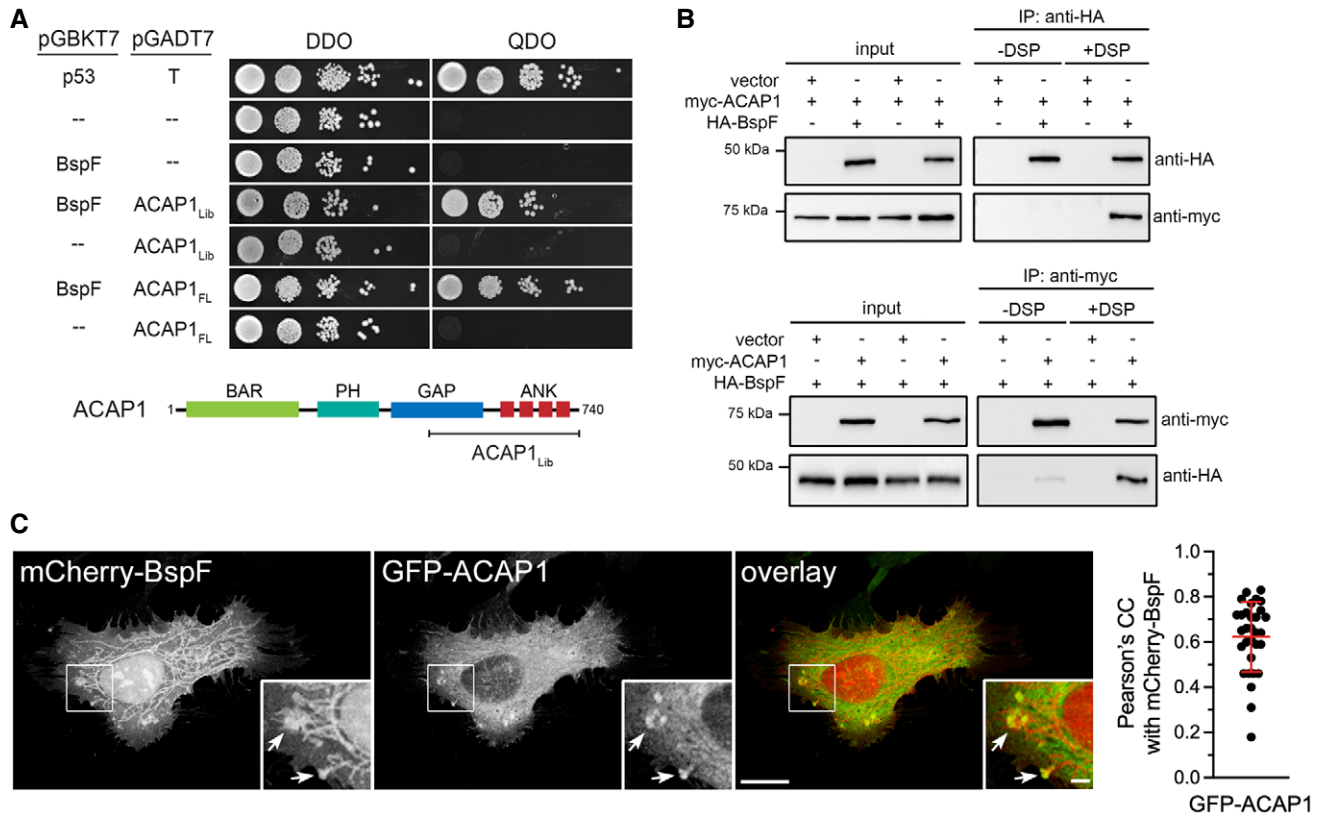 A
pGBKT7 pGADT7 DDO QDO
p53 T
-- --
BspF --
BspF ACAP1Lib
-- ACAP1Lib
BspF ACAP1FL
-- ACAP1FL
BAR PH GAP ANK
ACAP1 1 740
ACAP1Lib
B
IP: anti-HA
input -DSP +DSP
vector + - + - + - + -
myc-ACAP1 + + + + + + + +
HA-BspF - + - + - + - +
50 kDa anti-HA
75 kDa anti-myc
IP: anti-myc
input -DSP +DSP
vector + - + - + - + -
myc-ACAP1 - + - + - + - +
HA-BspF + + + + + + + +
75 kDa anti-myc
50 kDa anti-HA
C
mCherry-BspF GFP-ACAP1 overlay
Pearson's CC
with mCherry-BspF
1.0
0.8
0.6
0.4
0.2
0.0
GFP-ACAP1